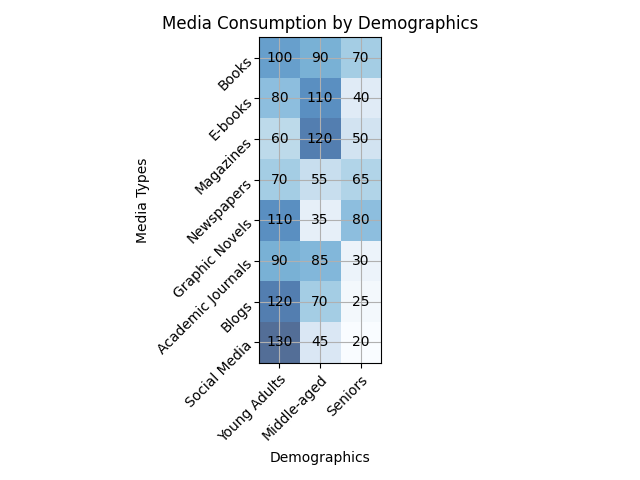 Media Consumption by Demographics
Media Types
Books 100 90 70
E-books 80 110 40
Magazines 60 120 50
Newspapers 70 55 65
Graphic Novels 110 35 80
Academic Journals 90 85 30
Blogs 120 70 25
Social Media 130 45 20
Young Adults Middle-aged Seniors
Demographics